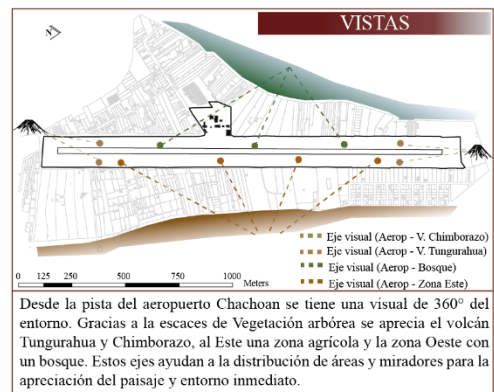 VISTAS
N
Eje visual (Aerop - V. Chimborazo)
Eje visual (Aerop - V. Tungurahua)
Eje visual (Aerop - Bosque)
Eje visual (Aerop - Zona Este)
0 125 250 500 750 1000
Meters
Desde la pista del aeropuerto Chachoan se tiene una visual de 360° del
entorno. Gracias a la escaces de Vegetación arbórea se aprecia el volcán
Tungurahua y Chimborazo, al Este una zona agrícola y la zona Oeste con
un bosque. Estos ejes ayudan a la distribución de áreas y miradores para la
apreciación del paisaje y entorno inmediato.